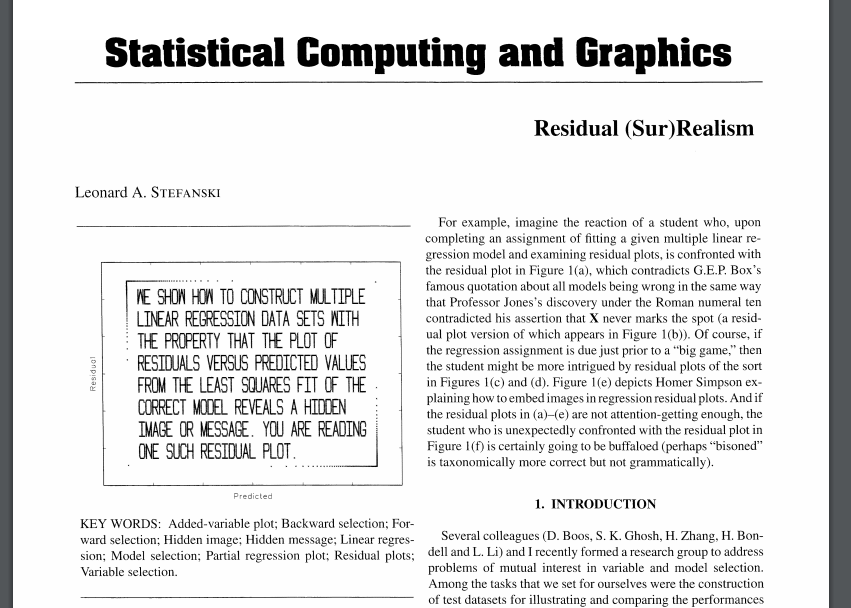 Statistical Computing and Graphics
Residual (Sur)Realism
Leonard A. STEFANSKI
WE SHOW HOW TO CONSTRUCT MULTIPLE
LINEAR REGRESSION DATA SETS WITH
THE PROPERTY THAT THE PLOT OF
RESIDUALS VERSUS PREDICTED VALUES
FROM THE LEAST SQUARES FIT OF THE
CORRECT MODEL REVEALS A HIDDEN
IMAGE OR MESSAGE. YOU ARE READING
ONE SUCH RESIDUAL PLOT.
Residual
Predicted
KEY WORDS: Added-variable plot; Backward selection; For-
ward selection; Hidden image; Hidden message; Linear regres-
sion; Model selection; Partial regression plot; Residual plots;
Variable selection.
For example, imagine the reaction of a student who, upon
completing an assignment of fitting a given multiple linear re-
gression model and examining residual plots, is confronted with
the residual plot in Figure 1(a), which contradicts G.E.P. Box's
famous quotation about all models being wrong in the same way
that Professor Jones's discovery under the Roman numeral ten
contradicted his assertion that X never marks the spot (a resid-
ual plot version of which appears in Figure 1(b)). Of course, if
the regression assignment is due just prior to a “big game,” then
the student might be more intrigued by residual plots of the sort
in Figures 1(c) and (d). Figure 1(e) depicts Homer Simpson ex-
plaining how to embed images in regression residual plots. And if
the residual plots in (a)–(e) are not attention-getting enough, the
student who is unexpectedly confronted with the residual plot in
Figure 1(f) is certainly going to be buffaloed (perhaps “bisoned”
is taxonomically more correct but not grammatically).
1. INTRODUCTION
Several colleagues (D. Boos, S. K. Ghosh, H. Zhang, H. Bon-
dell and L. Li) and I recently formed a research group to address
problems of mutual interest in variable and model selection.
Among the tasks that we set for ourselves were the construction
of test datasets for illustrating and comparing the performances